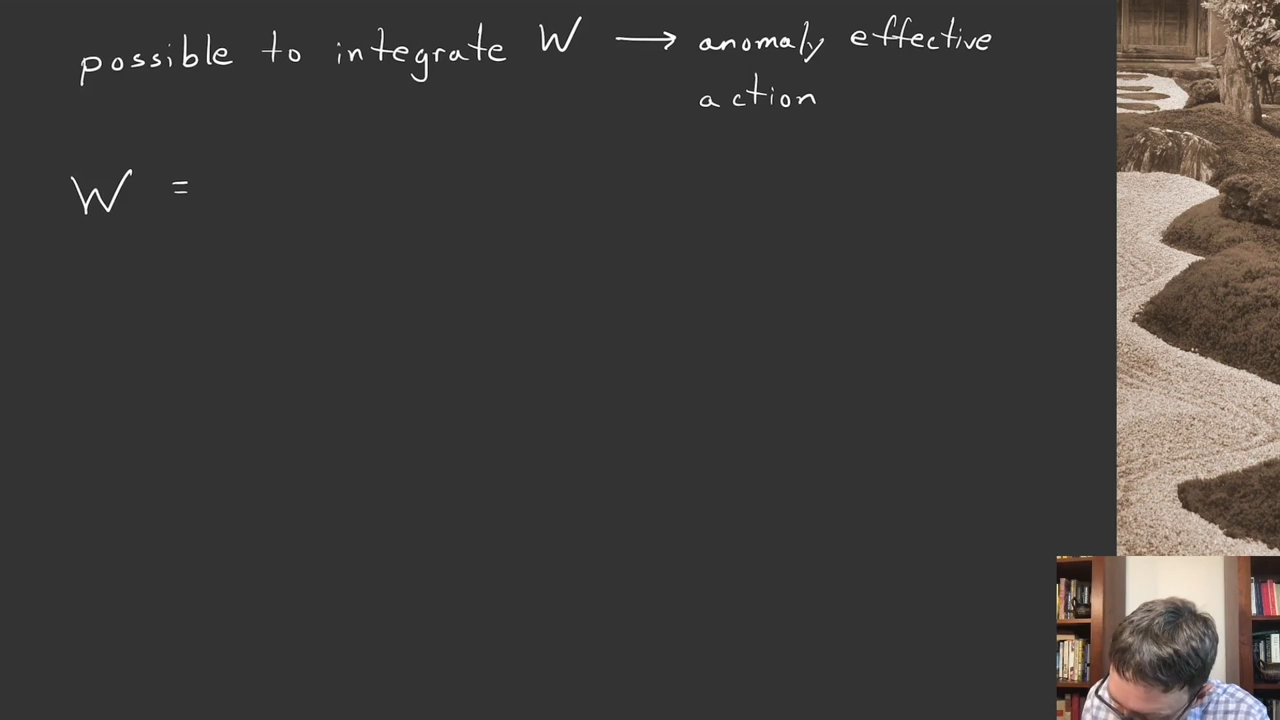 possible to integrate W → anomaly effective
action
W =